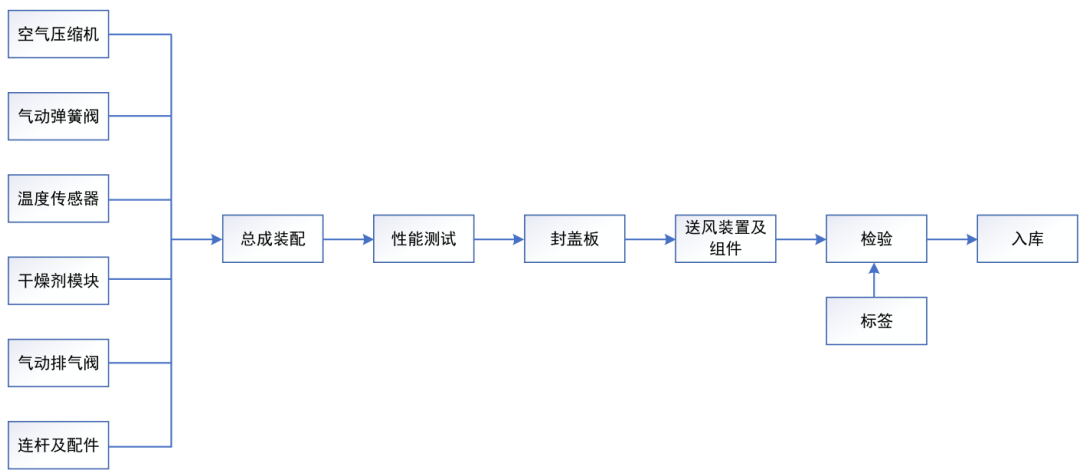 空气压缩机
气动弹簧阀
温度传感器
干燥剂模块
气动排气阀
连杆及配件
总成装配
性能测试
封盖板
送风装置及
组件
检验
入库
标签